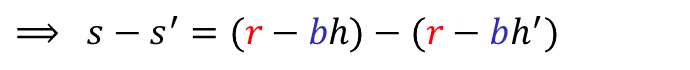 ⟹ s − s′ = (r − bh) − (r − bh′)